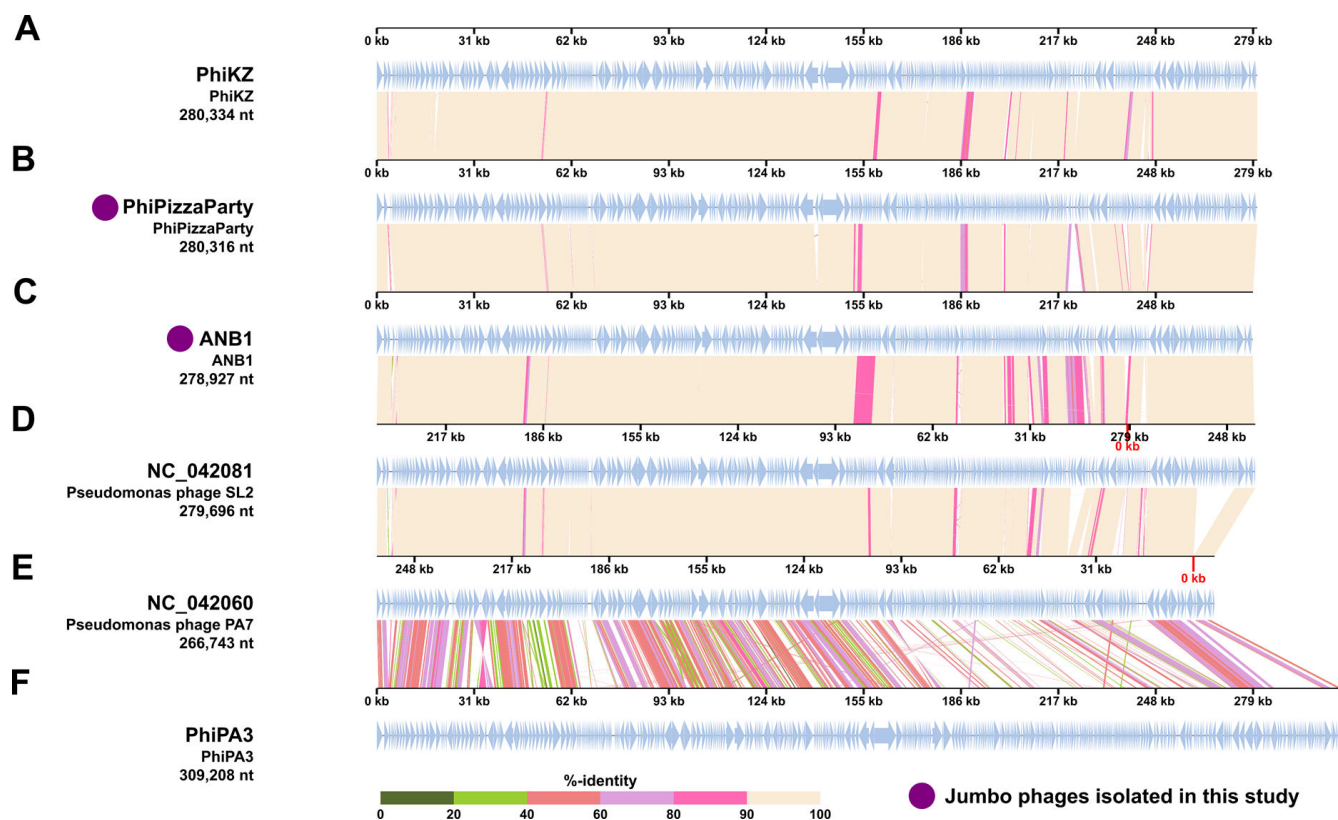 A
0 kb 31 kb 62 kb 93 kb 124 kb 155 kb 186 kb 217 kb 248 kb 279 kb
PhiKZ
PhiKZ
280,334 nt
B
0 kb 31 kb 62 kb 93 kb 124 kb 155 kb 186 kb 217 kb 248 kb 279 kb
PhiPizzaParty
PhiPizzaParty
280,316 nt
C
0 kb 31 kb 62 kb 93 kb 124 kb 155 kb 186 kb 217 kb 248 kb
ANB1
ANB1
278,927 nt
D
217 kb 186 kb 155 kb 124 kb 93 kb 62 kb 31 kb 279 kb 248 kb
0 kb
NC_042081
Pseudomonas phage SL2
279,696 nt
E
248 kb 217 kb 186 kb 155 kb 124 kb 93 kb 62 kb 31 kb 0 kb
NC_042060
Pseudomonas phage PA7
266,743 nt
F
0 kb 31 kb 62 kb 93 kb 124 kb 155 kb 186 kb 217 kb 248 kb 279 kb
PhiPA3
PhiPA3
309,208 nt
%-identity
0 20 40 60 80 90 100
Jumbo phages isolated in this study